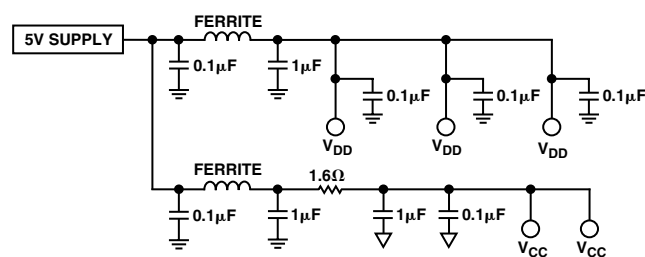 FERRITE
5V SUPPLY
0.1μF
1μF
0.1μF
0.1μF
0.1μF
VDD
VDD
VDD
FERRITE
1.6Ω
0.1μF
1μF
1μF
0.1μF
VCC
VCC